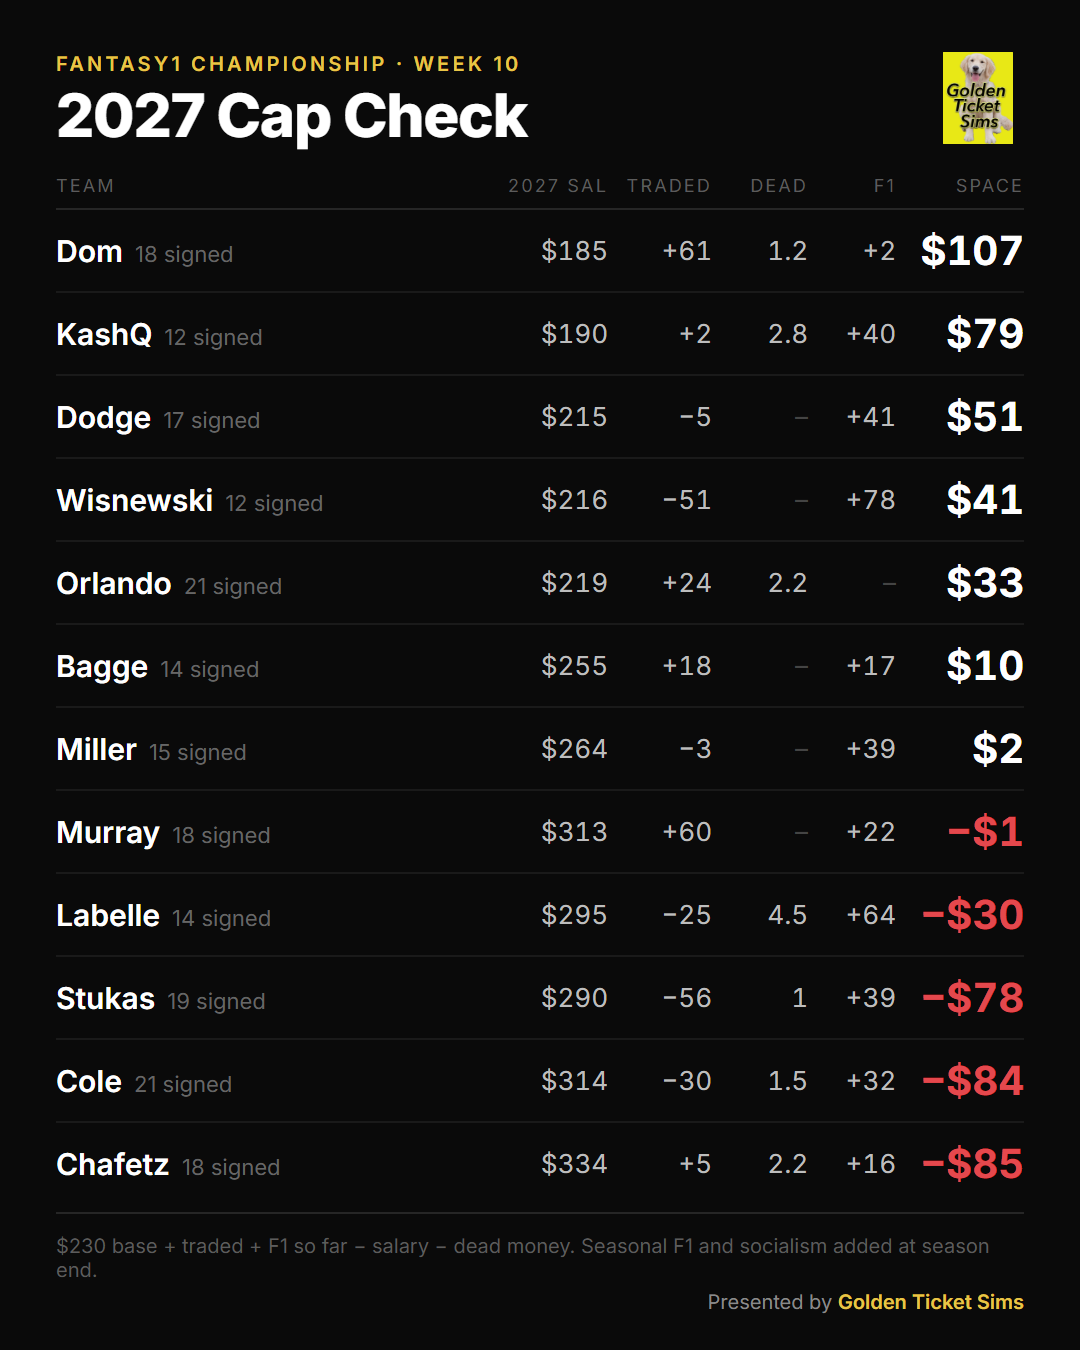 FANTASY1 CHAMPIONSHIP · WEEK 10
2027 Cap Check
Golden
Ticket
Sims
TEAM 2027 SAL TRADED DEAD F1 SPACE
Dom 18 signed $185 +61 1.2 +2 $107
KashQ 12 signed $190 +2 2.8 +40 $79
Dodge 17 signed $215 −5 – +41 $51
Wisnewski 12 signed $216 −51 – +78 $41
Orlando 21 signed $219 +24 2.2 – $33
Bagge 14 signed $255 +18 – +17 $10
Miller 15 signed $264 −3 – +39 $2
Murray 18 signed $313 +60 – +22 −$1
Labelle 14 signed $295 −25 4.5 +64 −$30
Stukas 19 signed $290 −56 1 +39 −$78
Cole 21 signed $314 −30 1.5 +32 −$84
Chafetz 18 signed $334 +5 2.2 +16 −$85
$230 base + traded + F1 so far − salary − dead money. Seasonal F1 and socialism added at season
end.
Presented by Golden Ticket Sims